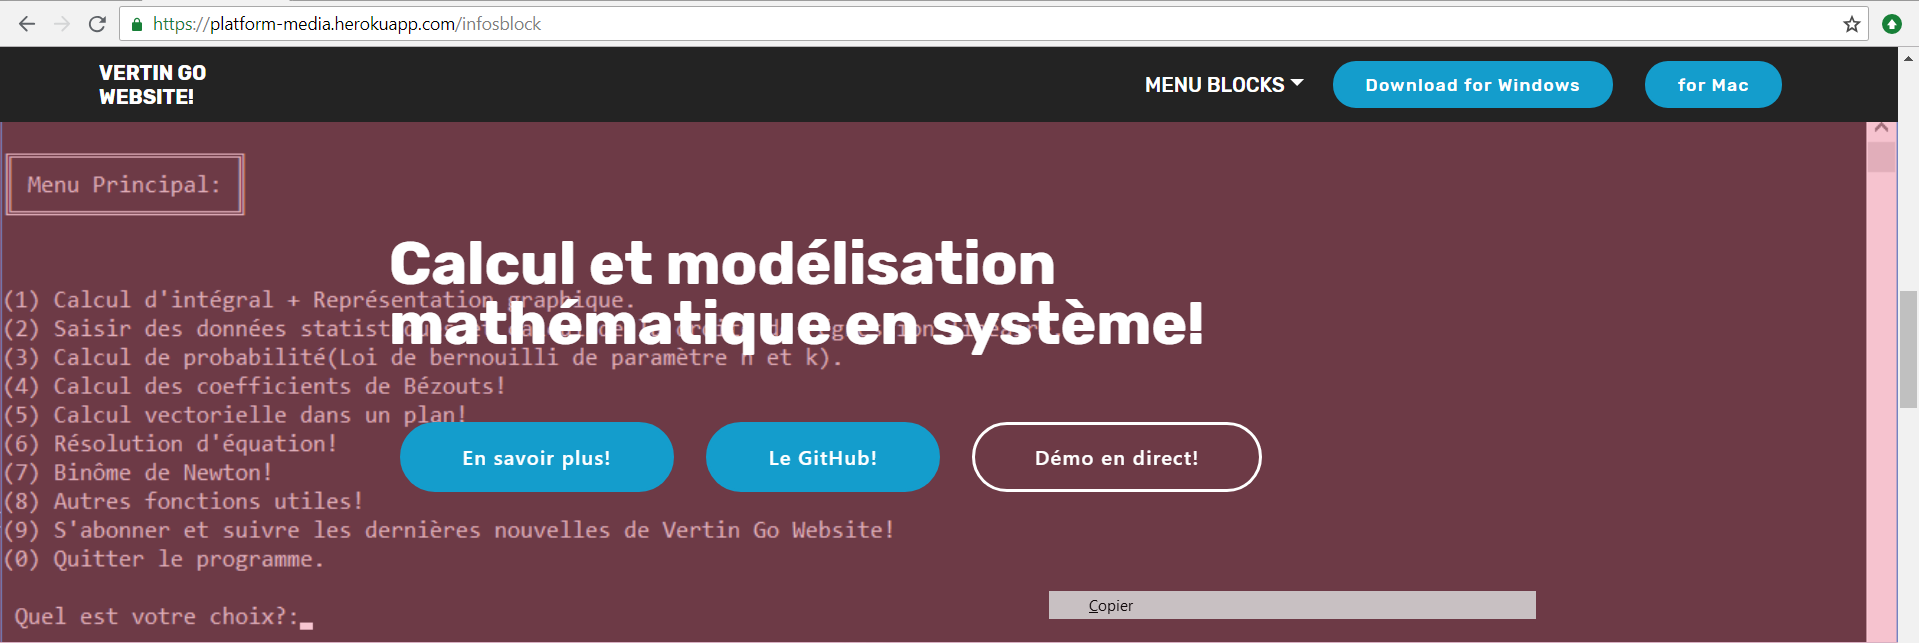 https://platform-media.herokuapp.com/infosblock
VERTIN GO
WEBSITE!
MENU BLOCKS
Download for Windows
for Mac
Menu Principal:
Calcul et modélisation
mathématique en système!
(1) Calcul d'intégral + Représentation graphique.
(2) Saisir des données statistiques et
(3) Calcul de probabilité(Loi de bernouilli de paramètre n et k).
(4) Calcul des coefficients de Bézouts!
(5) Calcul vectorielle dans un plan!
(6) Résolution d'équation!
(7) Binôme de Newton!
(8) Autres fonctions utiles!
(9) S'abonner et suivre les dernières nouvelles de Vertin Go Website!
(0) Quitter le programme.
En savoir plus!
Le GitHub!
Démo en direct!
Copier
Quel est votre choix?: